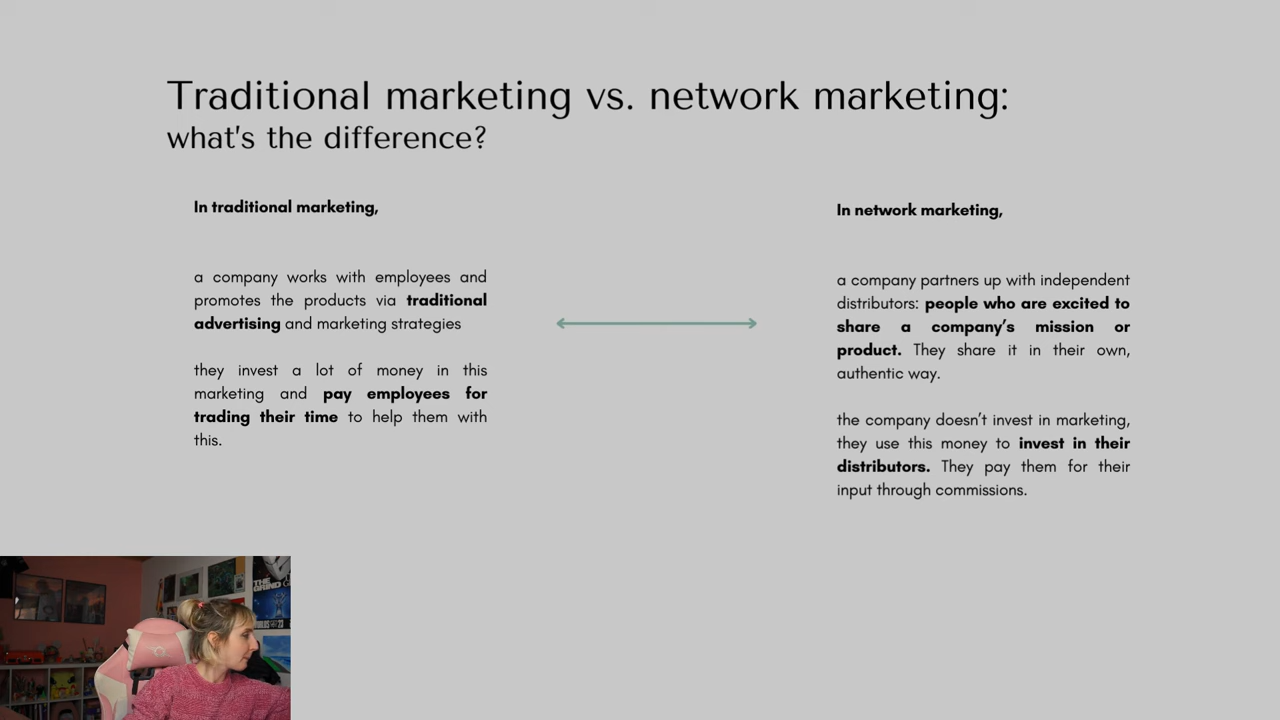 Traditional marketing vs. network marketing:
what's the difference?
In traditional marketing,
a company works with employees and
promotes the products via traditional
advertising and marketing strategies
they invest a lot of money in this
marketing and pay employees for
trading their time to help them with
this.
In network marketing,
a company partners up with independent
distributors: people who are excited to
share a company's mission or
product. They share it in their own,
authentic way.
the company doesn't invest in marketing,
they use this money to invest in their
distributors. They pay them for their
input through commissions.
THE